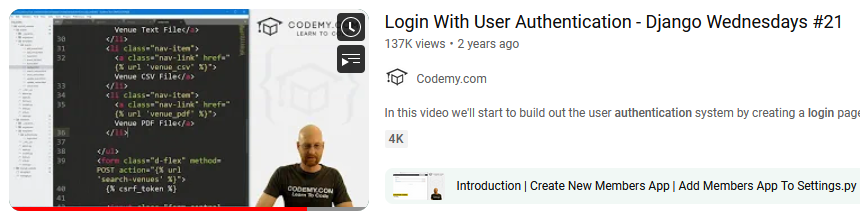 Venue Text File</a>
30 </li>
31 <li class="nav-item">
32 <a class="nav-link" href="
{% url 'venue_csv' %}">
Venue CSV File</a>
33 </li>
34 <li class="nav-item">
35 <a class="nav-link" href="
{% url 'venue_pdf' %}">
Venue PDF File</a>
36 </li>
37
38 </ul>
39 <form class="d-flex" method=
POST action="{% url
'search-venues' %}">
40 {% csrf_token %}
41
CODEMY.COM
LEARN TO CODE
CODEMY.COM
Learn To Code
Login With User Authentication - Django Wednesdays #21
137K views • 2 years ago
Codemy.com
In this video we'll start to build out the user authentication system by creating a login page
4K
Introduction | Create New Members App | Add Members App To Settings.py